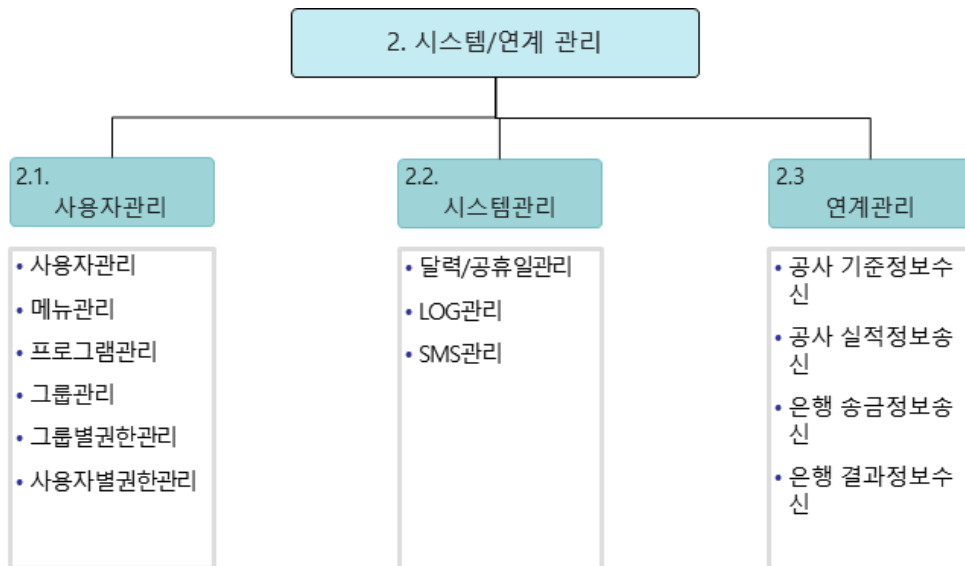 2. 시스템/연계 관리
2.1.
사용자관리
2.2.
시스템관리
2.3
연계관리
• 사용자관리
• 메뉴관리
• 프로그램관리
• 그룹관리
• 그룹별권한관리
• 사용자별권한관리
• 달력/공휴일관리
• LOG관리
• SMS관리
• 공사 기준정보수
신
• 공사 실적정보송
신
• 은행 송금정보송
신
• 은행 결과정보수
신